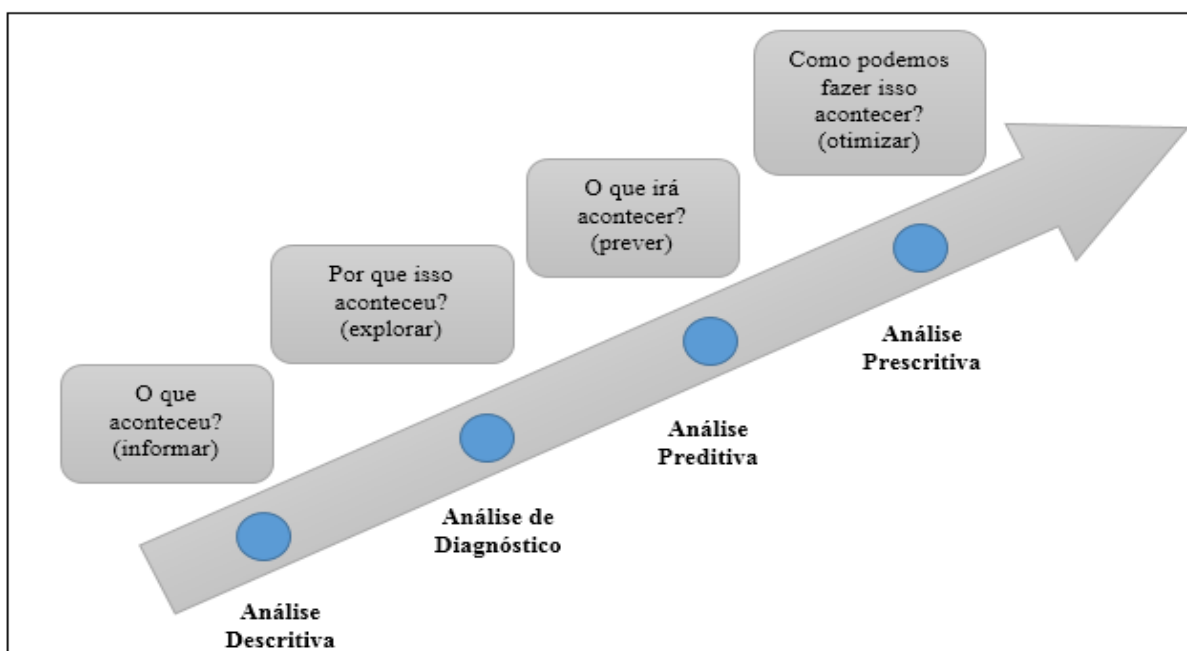 O que
aconteceu?
(informar)
Análise
Descritiva
Por que isso
aconteceu?
(explorar)
Análise de
Diagnóstico
O que irá
acontecer?
(prever)
Análise
Preditiva
Como podemos
fazer isso
acontecer?
(otimizar)
Análise
Prescritiva